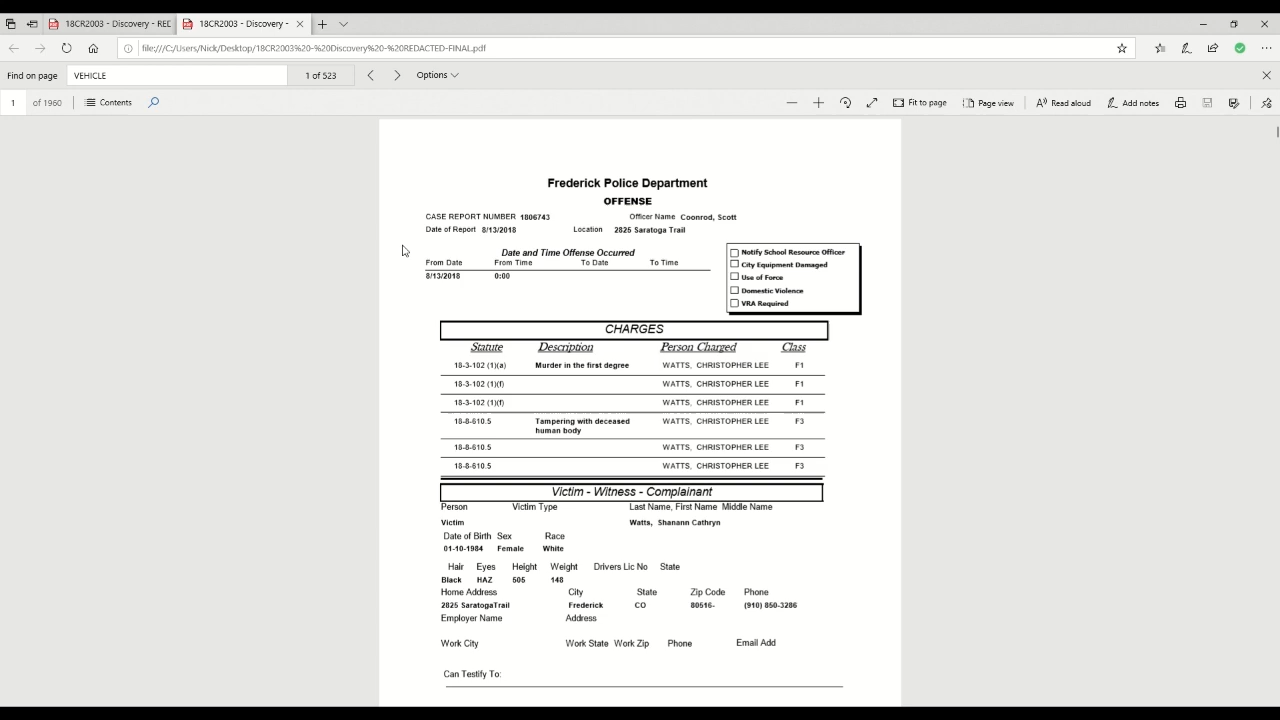 18CR2003 - Discovery - RED
18CR2003 - Discovery -
file:///C:/Users/Nick/Desktop/18CR2003%20-%20Discovery%20-%20REDACTED-FINAL.pdf
Find on page VEHICLE 1 of 523 Options
1 of 1960 Contents Fit to page Page view Read aloud Add notes
Frederick Police Department
OFFENSE
CASE REPORT NUMBER 1806743 Officer Name Coonrod, Scott
Date of Report 8/13/2018 Location 2825 Saratoga Trail
Date and Time Offense Occurred
From Date From Time To Date To Time
8/13/2018 0:00
Notify School Resource Officer
City Equipment Damaged
Use of Force
Domestic Violence
VRA Required
CHARGES
Statute Description Person Charged Class
18-3-102 (1)(a) Murder in the first degree WATTS, CHRISTOPHER LEE F1
18-3-102 (1)(f) WATTS, CHRISTOPHER LEE F1
18-3-102 (1)(f) WATTS, CHRISTOPHER LEE F1
18-8-610.5 Tampering with deceased WATTS, CHRISTOPHER LEE F3
human body
18-8-610.5 WATTS, CHRISTOPHER LEE F3
18-8-610.5 WATTS, CHRISTOPHER LEE F3
Victim - Witness - Complainant
Person Victim Type Last Name, First Name Middle Name
Victim Watts, Shanann Cathryn
Date of Birth Sex Race
01-10-1984 Female White
Hair Eyes Height Weight Drivers Lic No State
Black HAZ 505 148
Home Address City State Zip Code Phone
2825 SaratogaTrail Frederick CO 80516- (910) 850-3286
Employer Name Address
Work City Work State Work Zip Phone Email Add
Can Testify To: